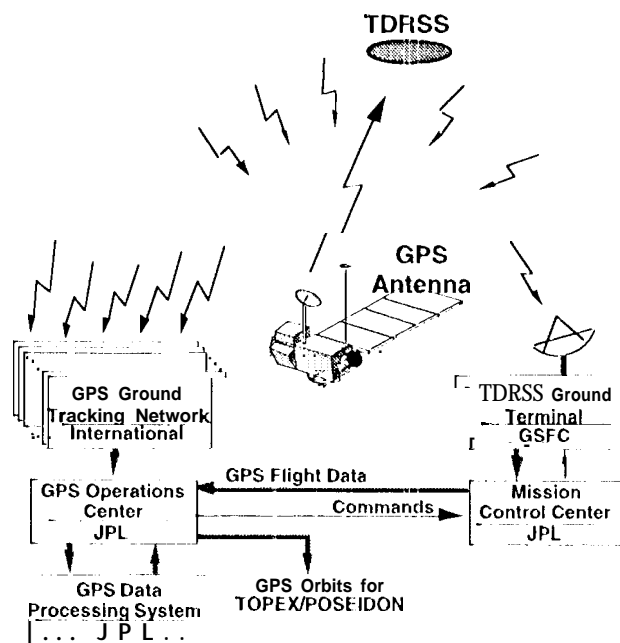 TDRSS
GPS
Antenna
GPS Ground
Tracking Network
International
TDRSS Ground
Terminal
GSFC
GPS Flight Data
GPS Operations
Center
JPL
Commands
Mission
Control Center
JPL
GPS Data
Processing System
... J P L ..
GPS Orbits for
TOPEX/POSEIDON